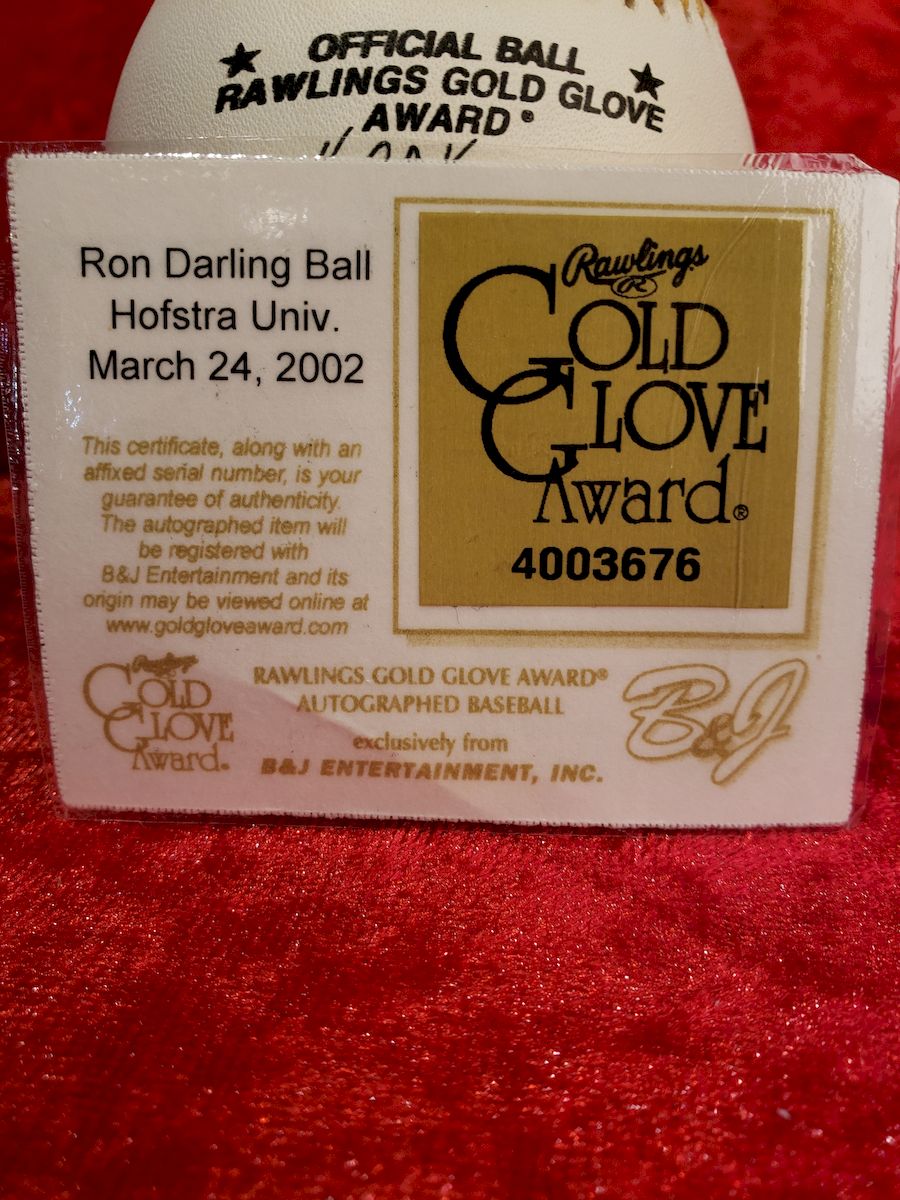 ★ OFFICIAL BALL ★
RAWLINGS GOLD GLOVE
AWARD®
Ron Darling Ball
Hofstra Univ.
March 24, 2002
This certificate, along with an
affixed serial number, is your
guarantee of authenticity.
The autographed item will
be registered with
B&J Entertainment and its
origin may be viewed online at
www.goldgloveaward.com
Rawlings
®
GOLD
GLOVE
Award®
4003676
Rawlings
GOLD
GLOVE
Award®
RAWLINGS GOLD GLOVE AWARD®
AUTOGRAPHED BASEBALL
exclusively from
B&J ENTERTAINMENT, INC.
B&J